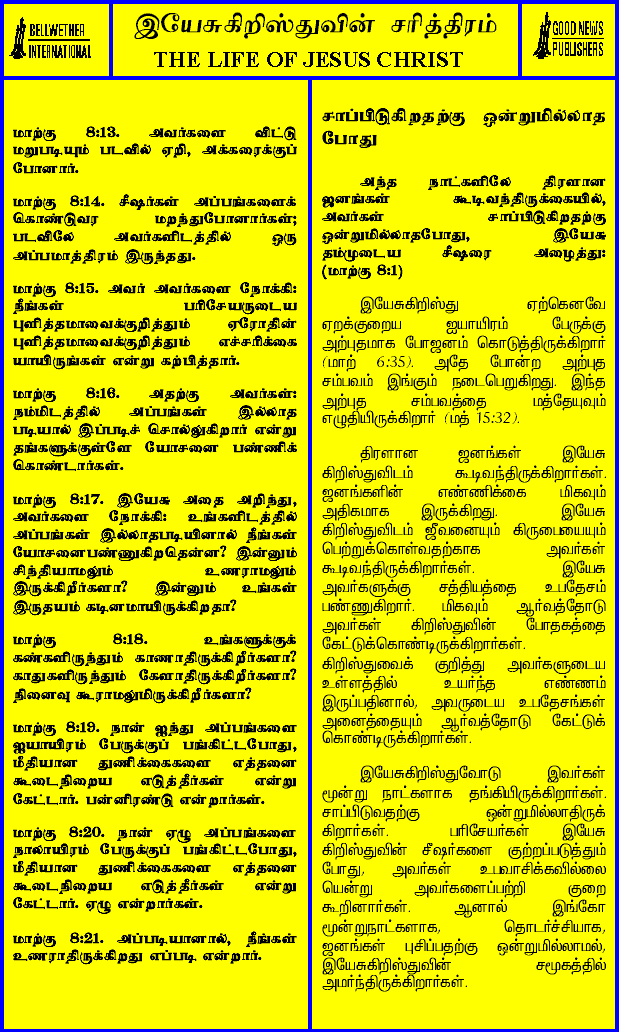 BELLWETHER
INTERNATIONAL
இயேசுகிறிஸ்துவின் சரித்திரம்
THE LIFE OF JESUS CHRIST
GOOD NEWS
PUBLISHERS
மாற்கு 8:13. அவர்களை விட்டு
மறுபடியும் படவில் ஏறி, அக்கரைக்குப்
போனார்.
மாற்கு 8:14. சீஷர்கள் அப்பங்களைக்
கொண்டுவர மறந்துபோனார்கள்;
படவிலே அவர்களிடத்தில் ஒரு
அப்பமாத்திரம் இருந்தது.
மாற்கு 8:15. அவர் அவர்களை நோக்கி:
நீங்கள் பரிசேயருடைய
புளித்தமாவைக்குறித்தும் ஏரோதின்
புளித்தமாவைக்குறித்தும் எச்சரிக்கை
யாயிருங்கள் என்று கற்பித்தார்.
மாற்கு 8:16. அதற்கு அவர்கள்:
நம்மிடத்தில் அப்பங்கள் இல்லாத
படியால் இப்படிச் சொல்லுகிறார் என்று
தங்களுக்குள்ளே யோசனை பண்ணிக்
கொண்டார்கள்.
மாற்கு 8:17. இயேசு அதை அறிந்து,
அவர்களை நோக்கி: உங்களிடத்தில்
அப்பங்கள் இல்லாதபடியினால் நீங்கள்
யோசனைபண்ணுகிறதென்ன? இன்னும்
சிந்தியாமலும் உணராமலும்
இருக்கிறீர்களா? இன்னும் உங்கள்
இருதயம் கடினமாயிருக்கிறதா?
மாற்கு 8:18. உங்களுக்குக்
கண்களிருந்தும் காணாதிருக்கிறீர்களா?
காதுகளிருந்தும் கேளாதிருக்கிறீர்களா?
நினைவு கூராமலுமிருக்கிறீர்களா?
மாற்கு 8:19. நான் ஐந்து அப்பங்களை
ஐயாயிரம் பேருக்குப் பங்கிட்டபோது,
மீதியான துணிக்கைகளை எத்தனை
கூடைநிறைய எடுத்தீர்கள் என்று
கேட்டார். பன்னிரண்டு என்றார்கள்.
மாற்கு 8:20. நான் ஏழு அப்பங்களை
நாலாயிரம் பேருக்குப் பங்கிட்டபோது,
மீதியான துணிக்கைகளை எத்தனை
கூடைநிறைய எடுத்தீர்கள் என்று
கேட்டார். ஏழு என்றார்கள்.
மாற்கு 8:21. அப்படியானால், நீங்கள்
உணராதிருக்கிறது எப்படி என்றார்.
சாப்பிடுகிறதற்கு ஒன்றுமில்லாத
போது
அந்த நாட்களிலே திரளான
ஜனங்கள் கூடிவந்திருக்கையில்,
அவர்கள் சாப்பிடுகிறதற்கு
ஒன்றுமில்லாதபோது, இயேசு
தம்முடைய சீஷரை அழைத்து:
(மாற்கு 8:1)
இயேசுகிறிஸ்து ஏற்கெனவே
ஏறக்குறைய ஐயாயிரம் பேருக்கு
அற்புதமாக போஜனம் கொடுத்திருக்கிறார்
(மாற் 6:35). அதே போன்ற அற்புத
சம்பவம் இங்கும் நடைபெறுகிறது. இந்த
அற்புத சம்பவத்தை மத்தேயுவும்
எழுதியிருக்கிறார் (மத் 15:32).
திரளான ஜனங்கள் இயேசு
கிறிஸ்துவிடம் கூடிவந்திருக்கிறார்கள்.
ஜனங்களின் எண்ணிக்கை மிகவும்
அதிகமாக இருக்கிறது. இயேசு
கிறிஸ்துவிடம் ஜீவனையும் கிருபையையும்
பெற்றுக்கொள்வதற்காக அவர்கள்
கூடிவந்திருக்கிறார்கள். இயேசு
அவர்களுக்கு சத்தியத்தை உபதேசம்
பண்ணுகிறார். மிகவும் ஆர்வத்தோடு
அவர்கள் கிறிஸ்துவின் போதகத்தை
கேட்டுக்கொண்டிருக்கிறார்கள்.
கிறிஸ்துவைக் குறித்து அவர்களுடைய
உள்ளத்தில் உயர்ந்த எண்ணம்
இருப்பதினால், அவருடைய உபதேசங்கள்
அனைத்தையும் ஆர்வத்தோடு கேட்டுக்
கொண்டிருக்கிறார்கள்.
இயேசுகிறிஸ்துவோடு இவர்கள்
மூன்று நாட்களாக தங்கியிருக்கிறார்கள்.
சாப்பிடுவதற்கு ஒன்றுமில்லாதிருக்
கிறார்கள். பரிசேயர்கள் இயேசு
கிறிஸ்துவின் சீஷர்களை குற்றப்படுத்தும்
போது, அவர்கள் உபவாசிக்கவில்லை
யென்று அவர்களைப்பற்றி குறை
கூறினார்கள். ஆனால் இங்கோ
மூன்றுநாட்களாக, தொடர்ச்சியாக,
ஜனங்கள் புசிப்பதற்கு ஒன்றுமில்லாமல்,
இயேசுகிறிஸ்துவின் சமூகத்தில்
அமர்ந்திருக்கிறார்கள்.